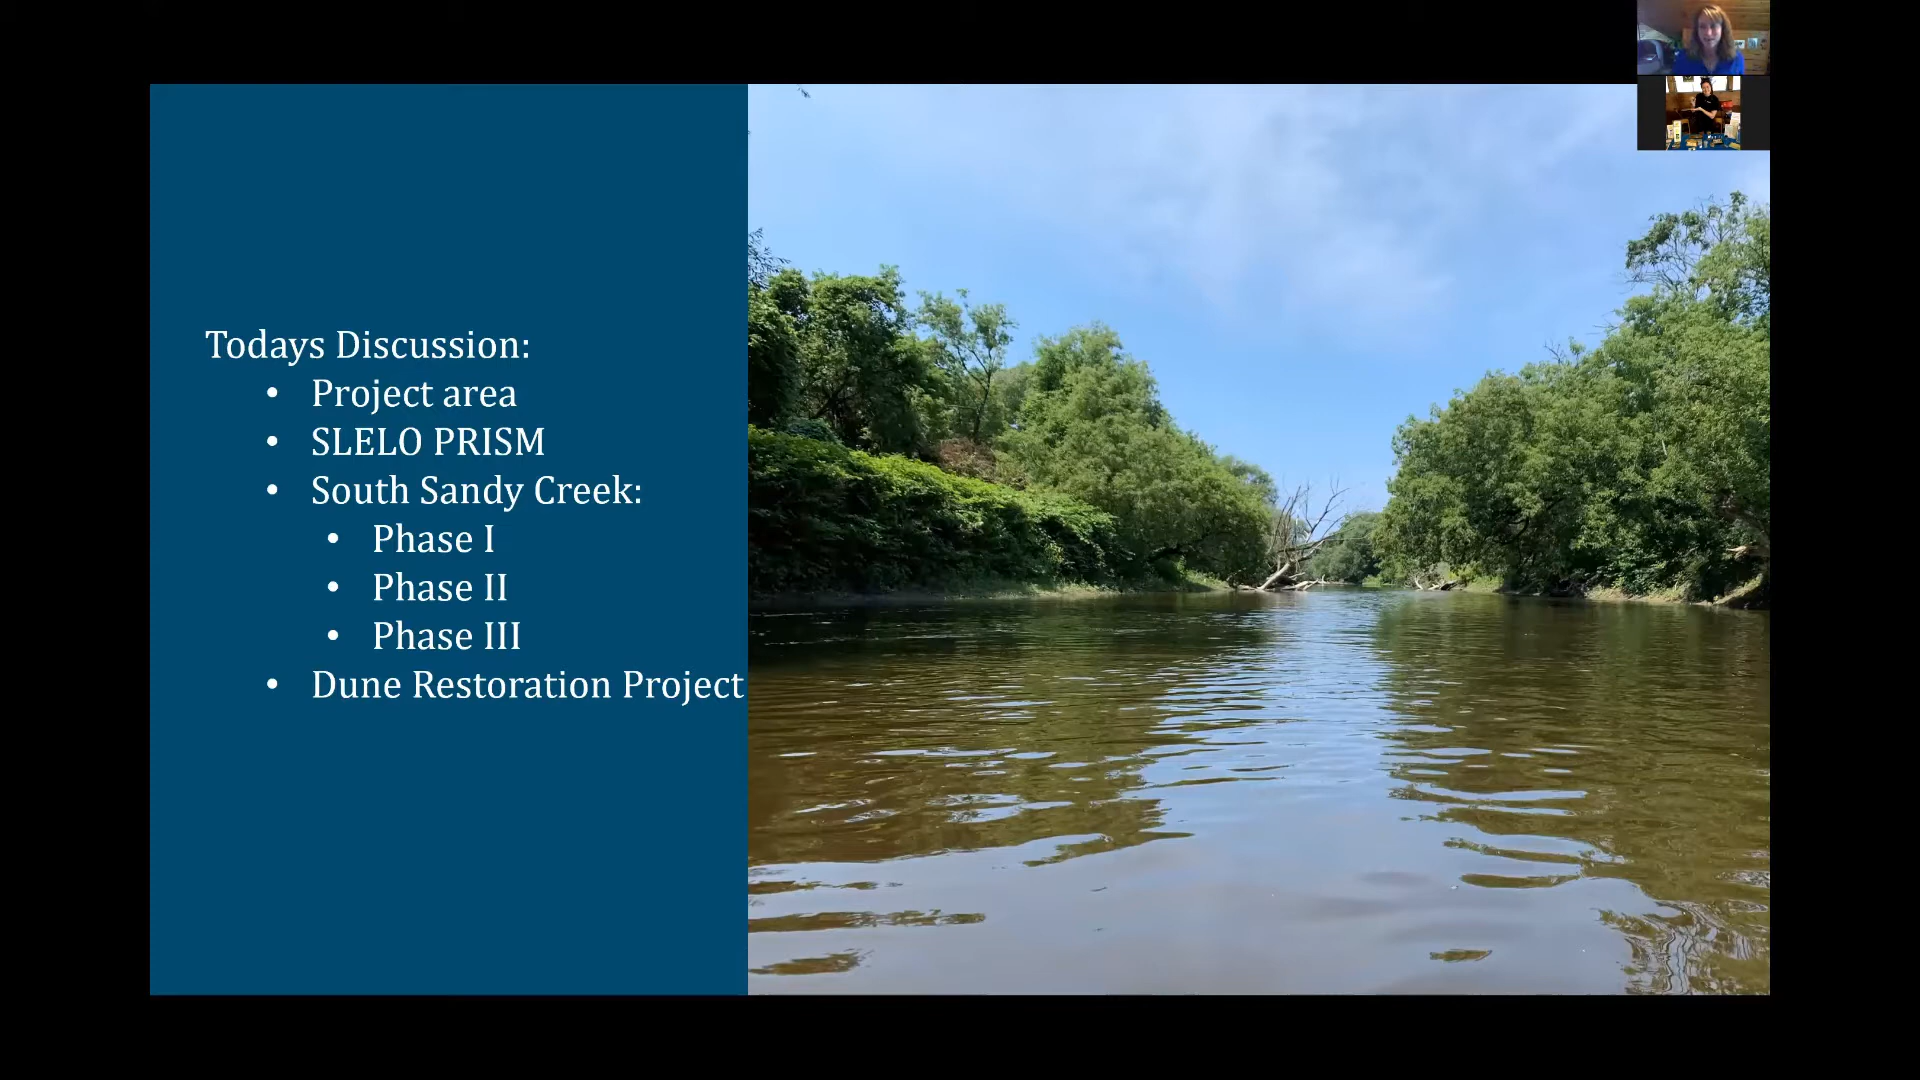 Todays Discussion:
• Project area
• SLELO PRISM
• South Sandy Creek:
• Phase I
• Phase II
• Phase III
• Dune Restoration Project